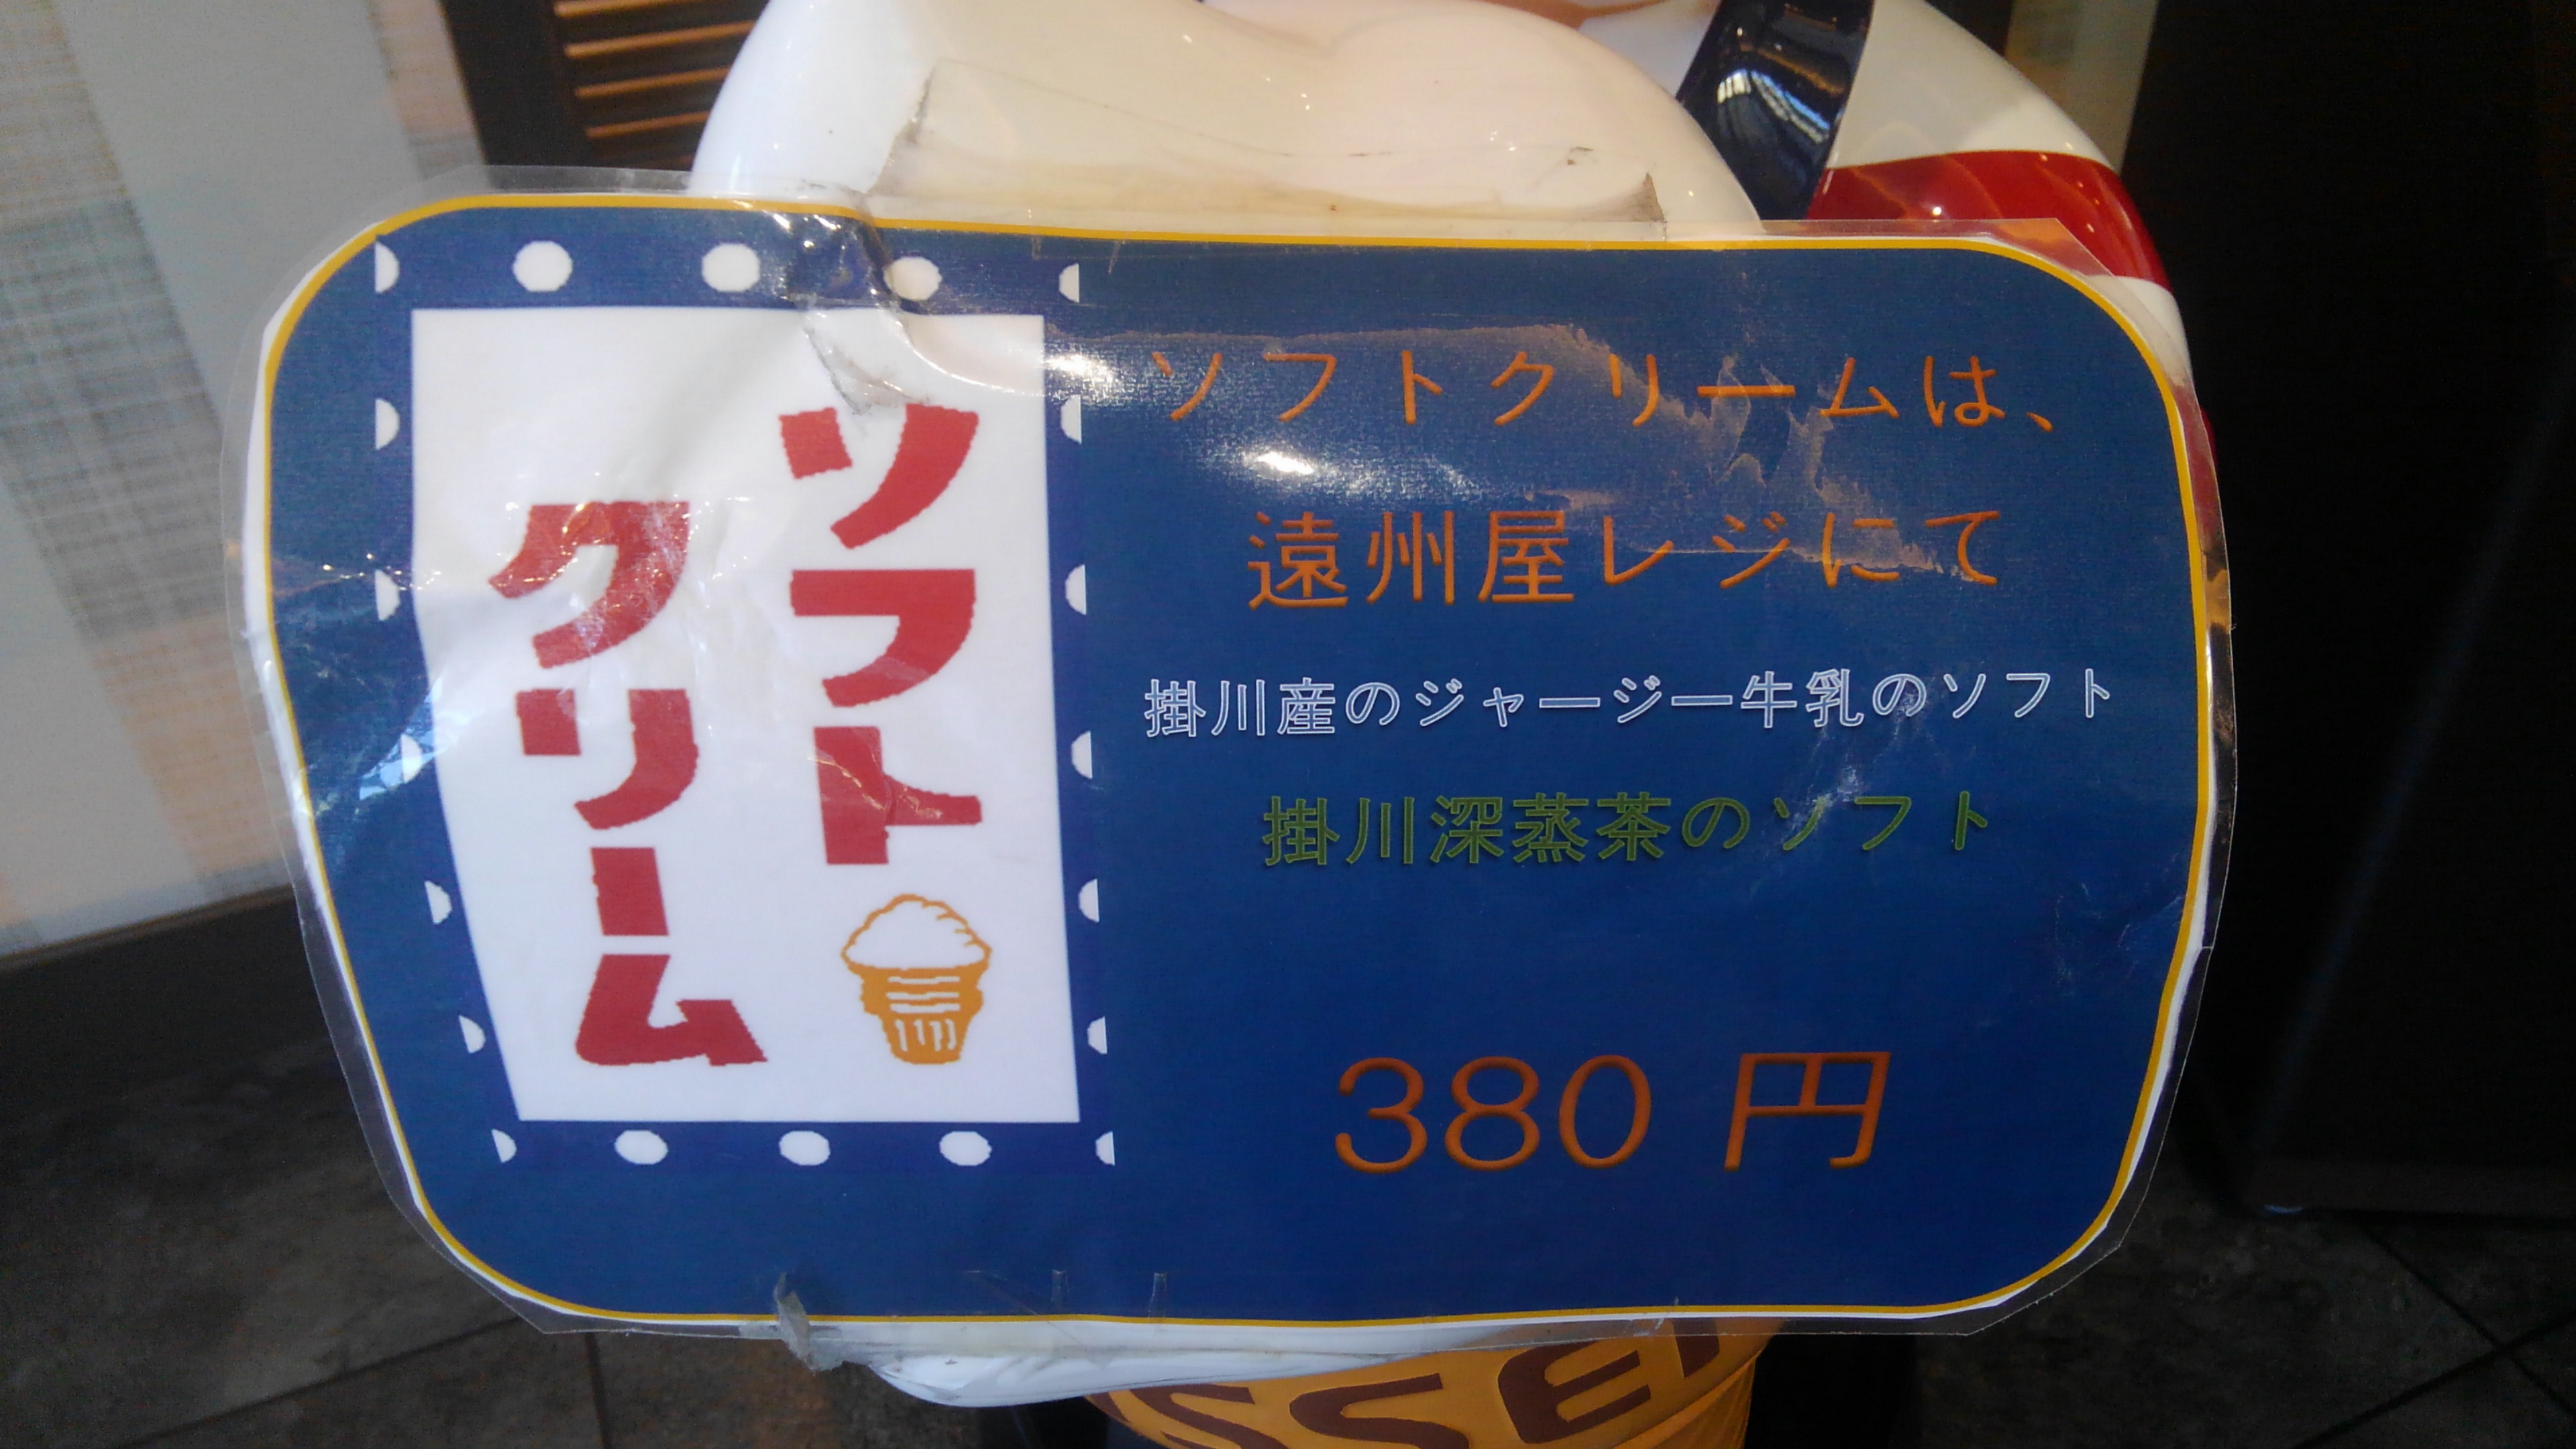 ソフト
クリーム
ソフトクリームは、
遠州屋レジにて
掛川産のジャージー牛乳のソフト
掛川深蒸茶のソフト
380 円